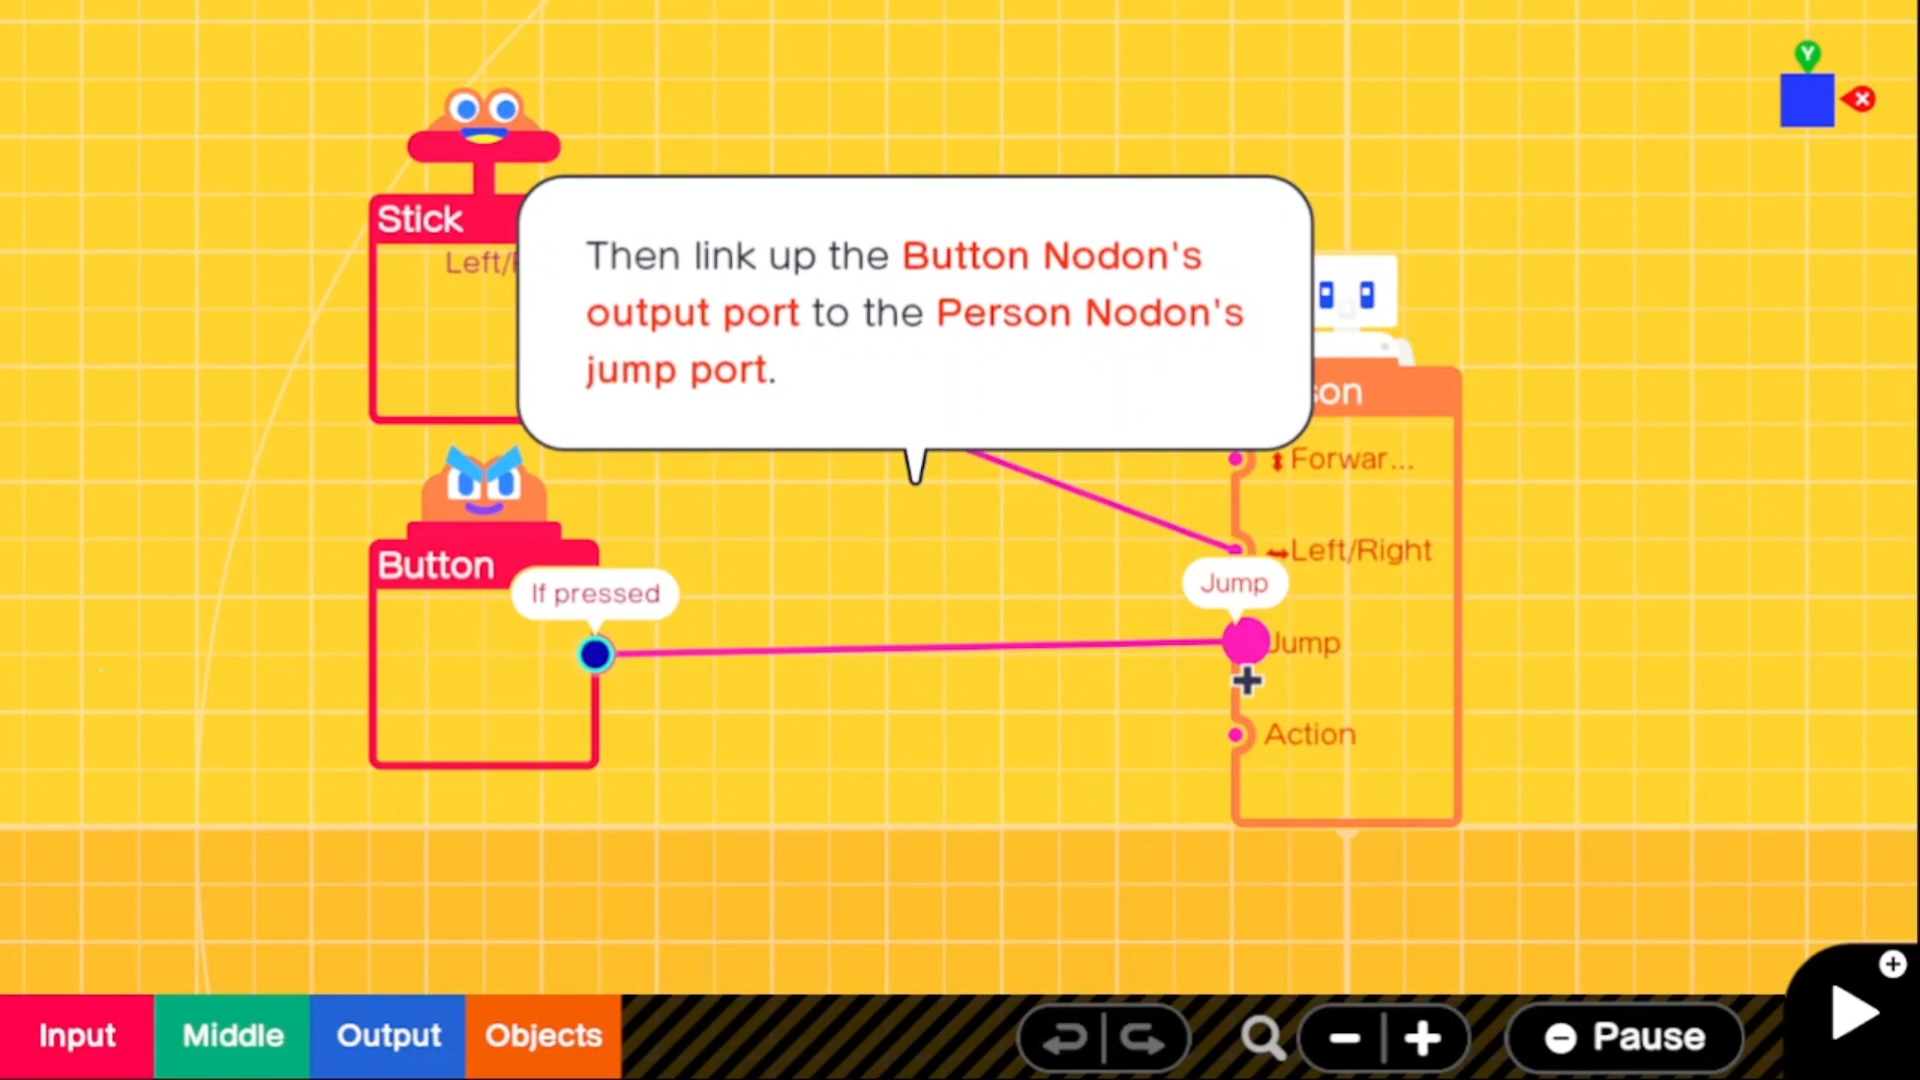 Y
X
Stick
Left/
Then link up the Button Nodon's
output port to the Person Nodon's
jump port.
son
Forwar...
Left/Right
Button
If pressed
Jump
Jump
Action
Input
Middle
Output
Objects
Pause